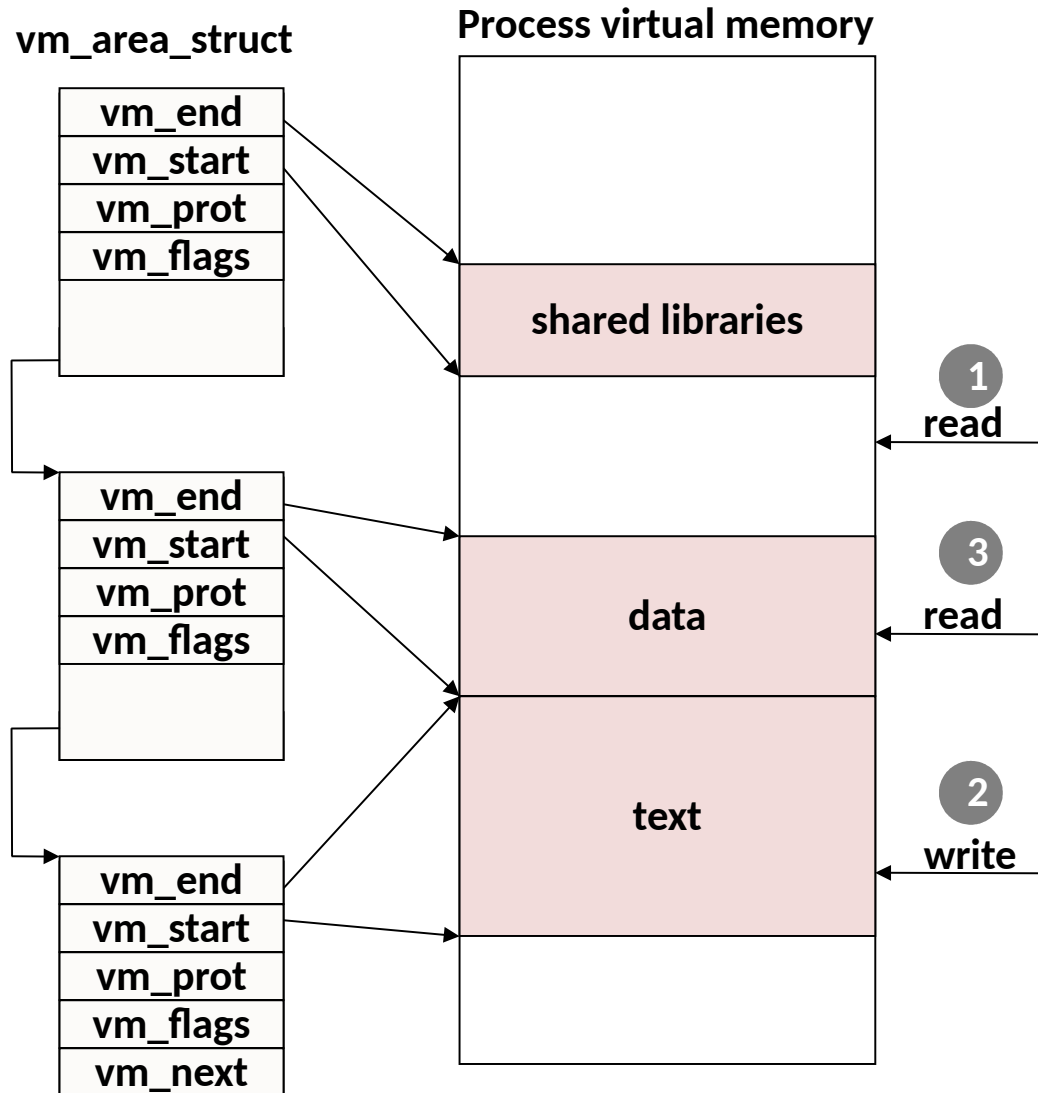 Process virtual memory
vm_area_struct
vm_end
vm_start
vm_prot
vm_flags
shared libraries
1
read
vm_end
vm_start
vm_prot
vm_flags
data
3
read
text
2
write
vm_end
vm_start
vm_prot
vm_flags
vm_next